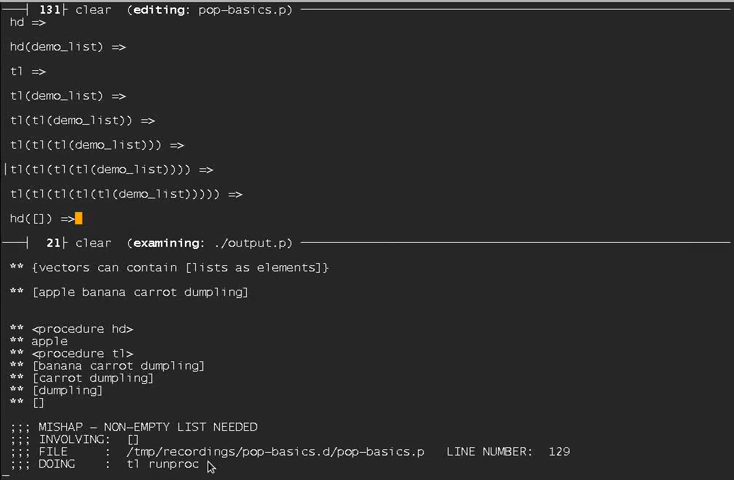 131 clear (editing: pop-basics.p)
hd =>
hd(demo_list) =>
tl =>
tl(demo_list) =>
tl(tl(demo_list)) =>
tl(tl(tl(demo_list))) =>
tl(tl(tl(tl(demo_list)))) =>
tl(tl(tl(tl(tl(demo_list))))) =>
hd([]) =>
21 clear (examining: ./output.p)
** {vectors can contain [lists as elements]}
** [apple banana carrot dumpling]
** <procedure hd>
** apple
** <procedure tl>
** [banana carrot dumpling]
** [carrot dumpling]
** [dumpling]
** []
;;; MISHAP - NON-EMPTY LIST NEEDED
;;; INVOLVING: []
;;; FILE : /tmp/recordings/pop-basics.d/pop-basics.p LINE NUMBER: 129
;;; DOING : tl runproc